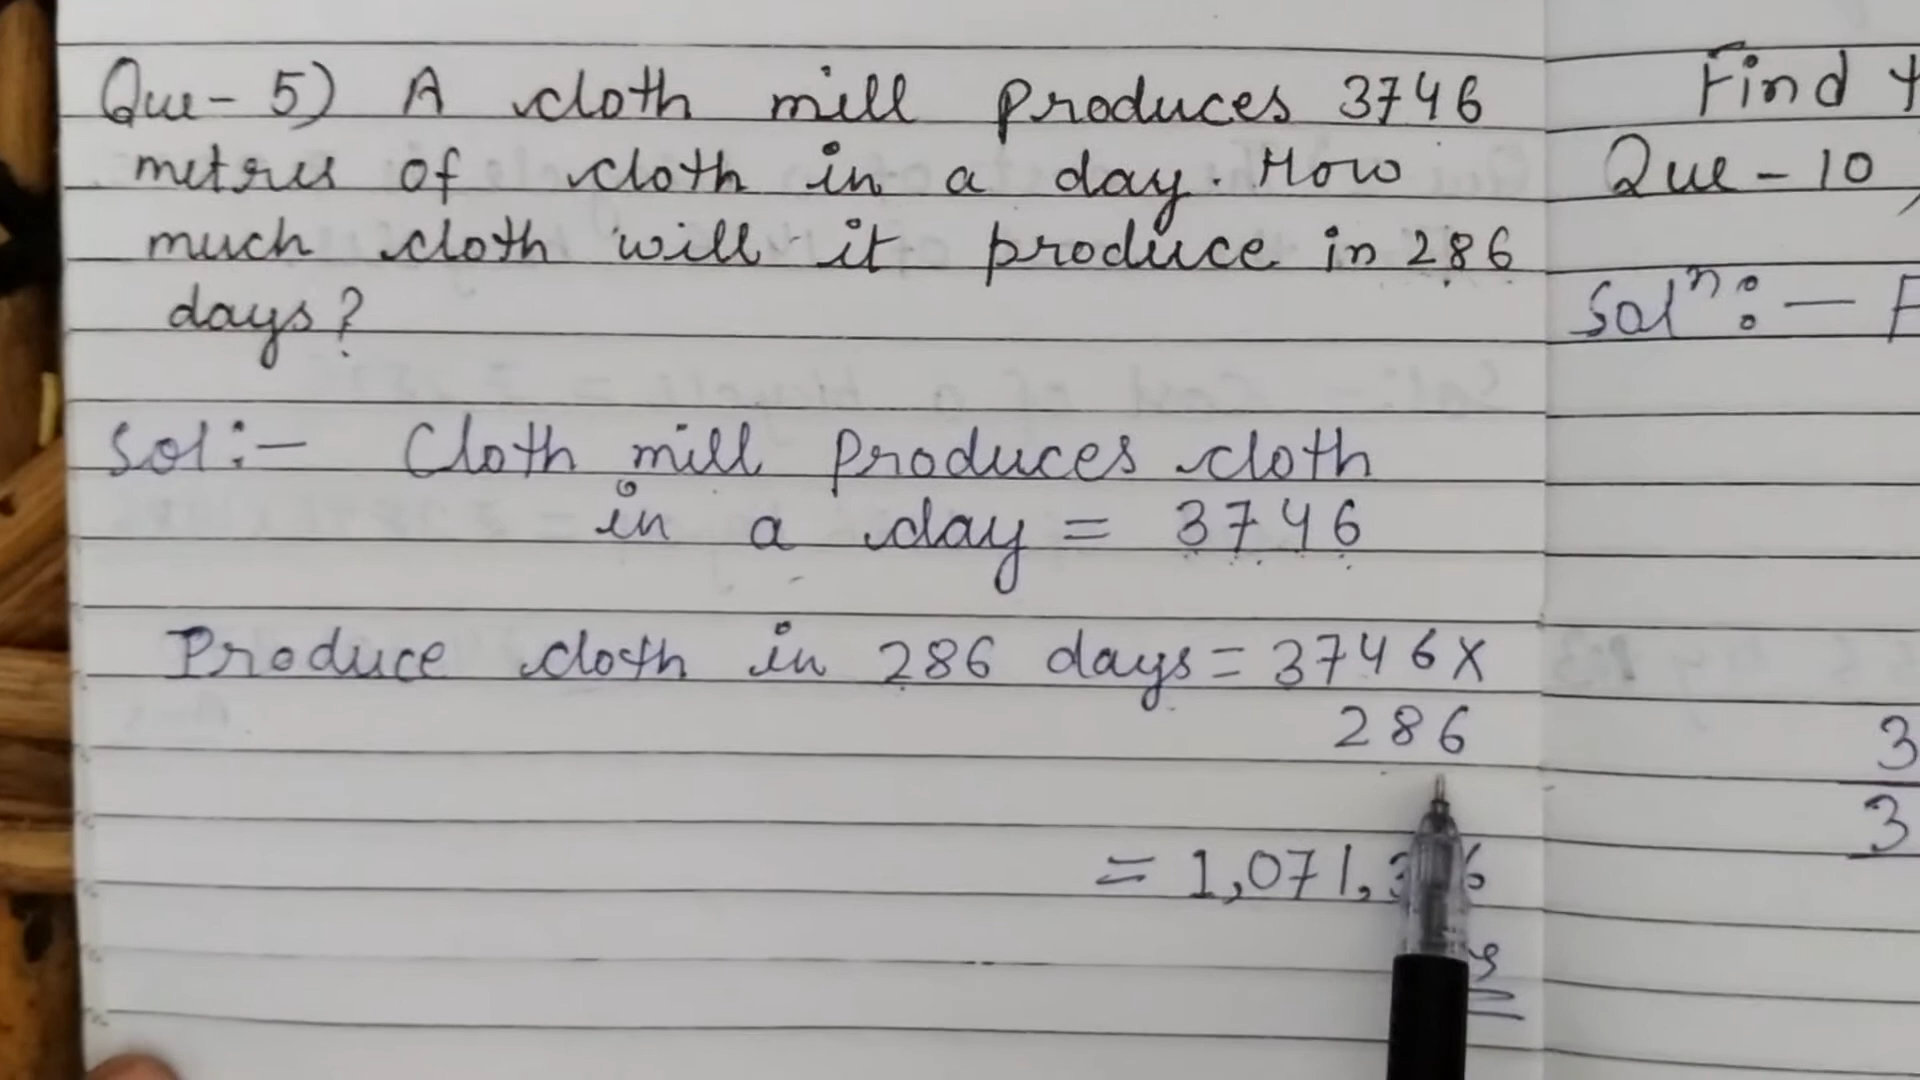 Que - 5) A cloth mill produces 3746
metres of cloth in a day. How
much cloth will it produce in 286
days?
Sol:- Cloth mill produces cloth
in a day = 3746
Produce cloth in 286 days = 3746 x
286
= 1,071,
Find
Que - 10
Solⁿ: -
3
3